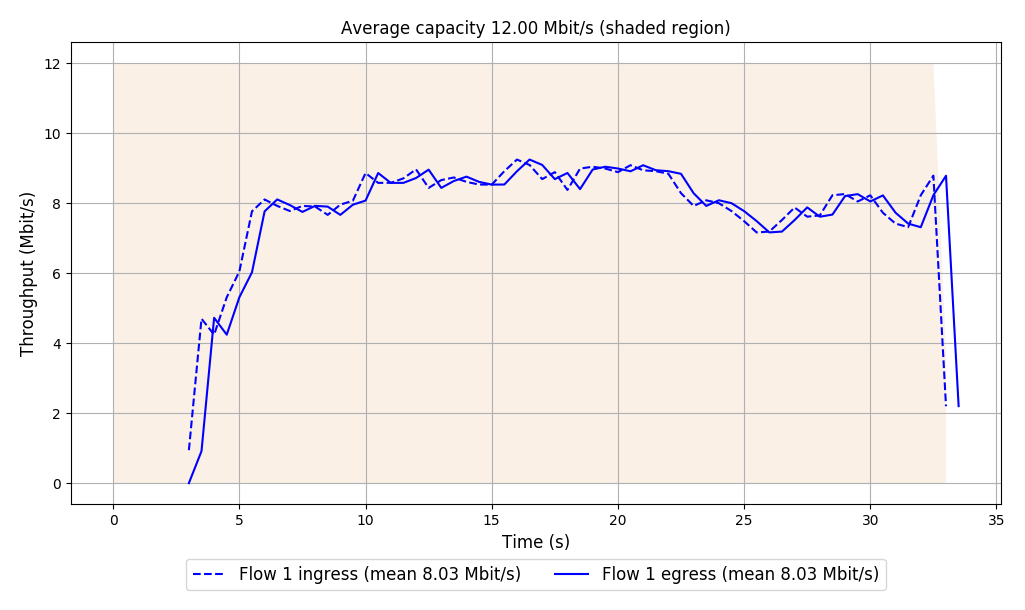 Average capacity 12.00 Mbit/s (shaded region)
Throughput (Mbit/s)
12
10
8
6
4
2
0
0 5 10 15 20 25 30 35
Time (s)
Flow 1 ingress (mean 8.03 Mbit/s) Flow 1 egress (mean 8.03 Mbit/s)